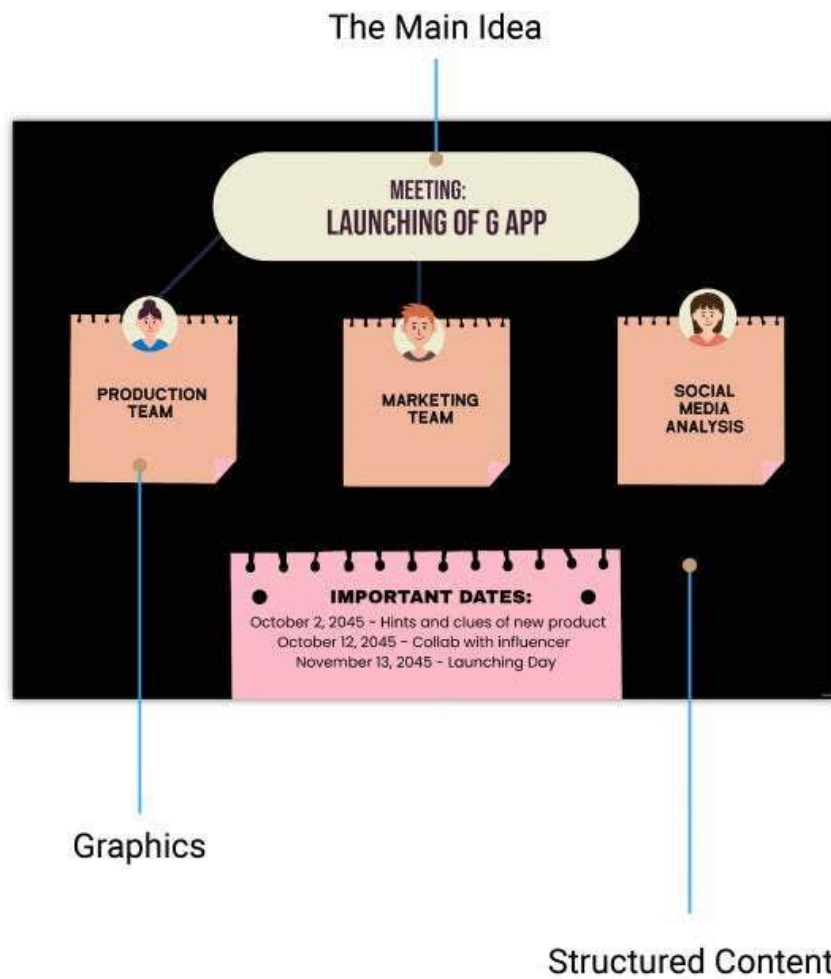 The Main Idea
MEETING:
LAUNCHING OF G APP
PRODUCTION
TEAM
MARKETING
TEAM
SOCIAL
MEDIA
ANALYSIS
IMPORTANT DATES:
October 2, 2045 - Hints and clues of new product
October 12, 2045 - Collab with influencer
November 13, 2045 - Launching Day
Graphics
Structured Content